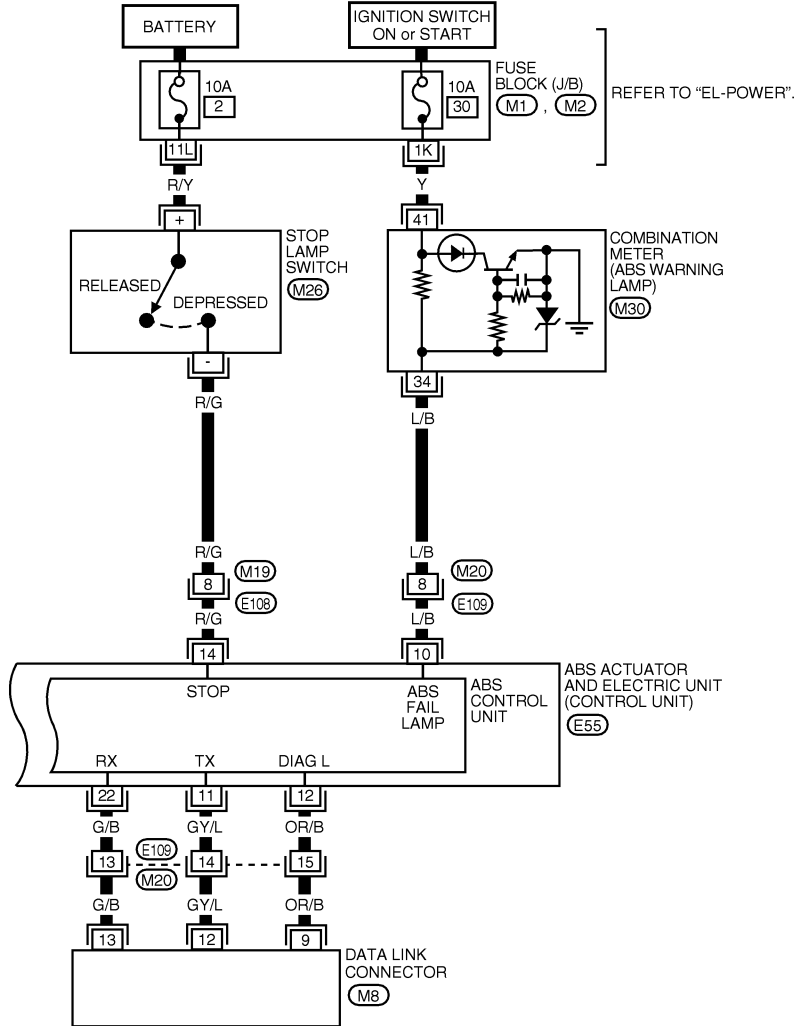 BATTERY
IGNITION SWITCH
ON or START
10A
2
10A
30
FUSE
BLOCK (J/B)
M1 , M2
REFER TO “EL-POWER”.
11L
1K
R/Y
Y
+
41
RELEASED
DEPRESSED
STOP
LAMP
SWITCH
M26
COMBINATION
METER
(ABS WARNING
LAMP)
M30
-
34
R/G
L/B
R/G
L/B
8
M19
8
M20
E108
E109
R/G
L/B
14
10
STOP
ABS
FAIL
LAMP
ABS
CONTROL
UNIT
ABS ACTUATOR
AND ELECTRIC UNIT
(CONTROL UNIT)
E55
RX
TX
DIAG L
22
11
12
G/B
GY/L
OR/B
13
E109
M20
14
15
G/B
GY/L
OR/B
13
12
9
DATA LINK
CONNECTOR
M8